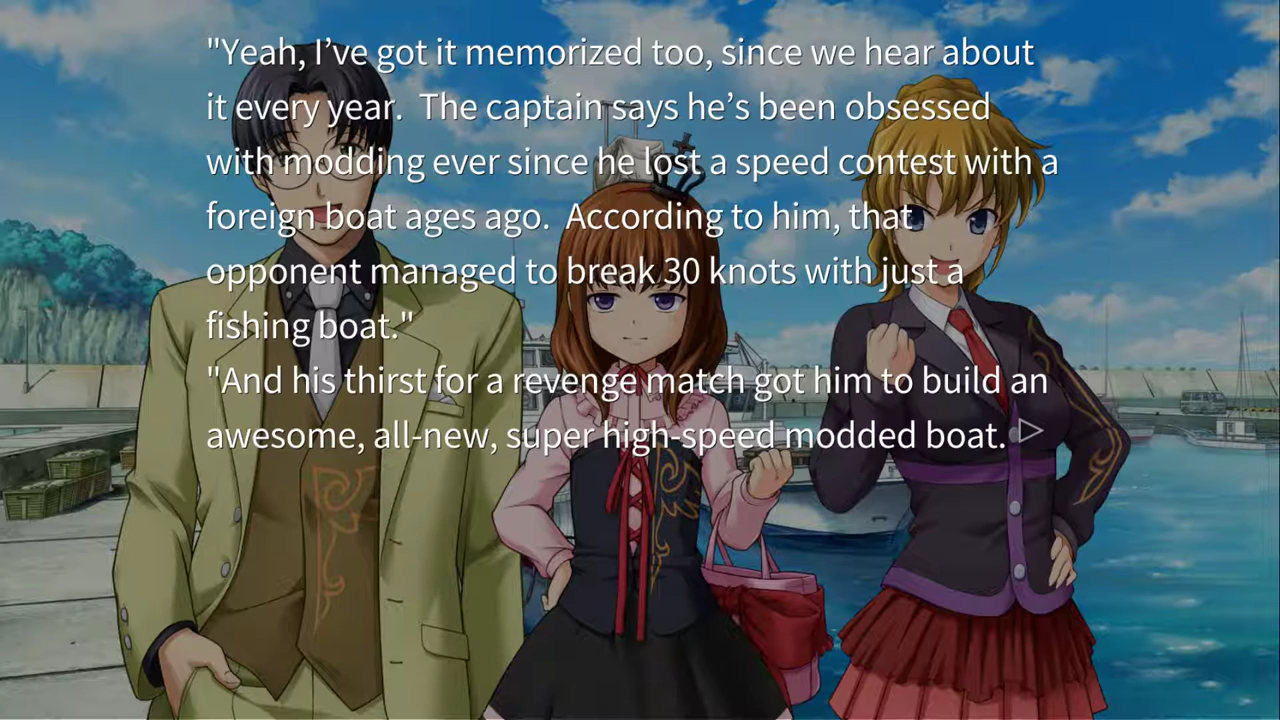 "Yeah, I’ve got it memorized too, since we hear about
it every year.  The captain says he’s been obsessed
with modding ever since he lost a speed contest with a
foreign boat ages ago.  According to him, that
opponent managed to break 30 knots with just a
fishing boat."
"And his thirst for a revenge match got him to build an
awesome, all-new, super high-speed modded boat.